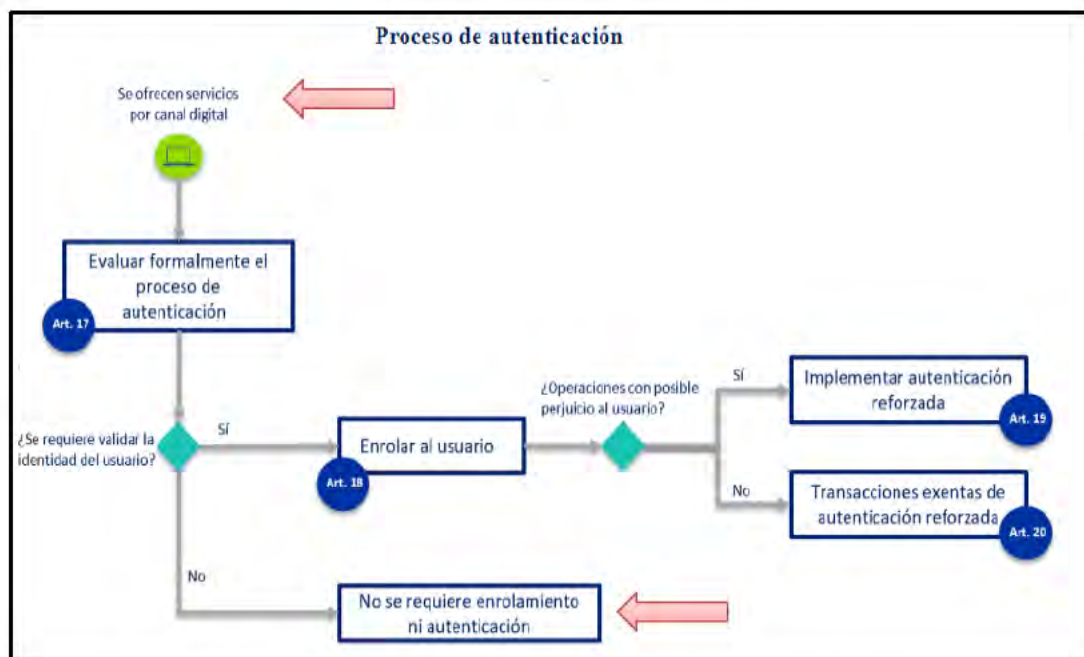 Proceso de autenticación
Se ofrecen servicios
por canal digital
Evaluar formalmente el
proceso de
autenticación
Art. 17
¿Se requiere validar la
identidad del usuario?
Sí
Enrolar al usuario
Art. 18
¿Operaciones con posible
perjuicio al usuario?
Sí
Implementar autenticación
reforzada
Art. 19
No
Transacciones exentas de
autenticación reforzada
Art. 20
No
No se requiere enrolamiento
ni autenticación